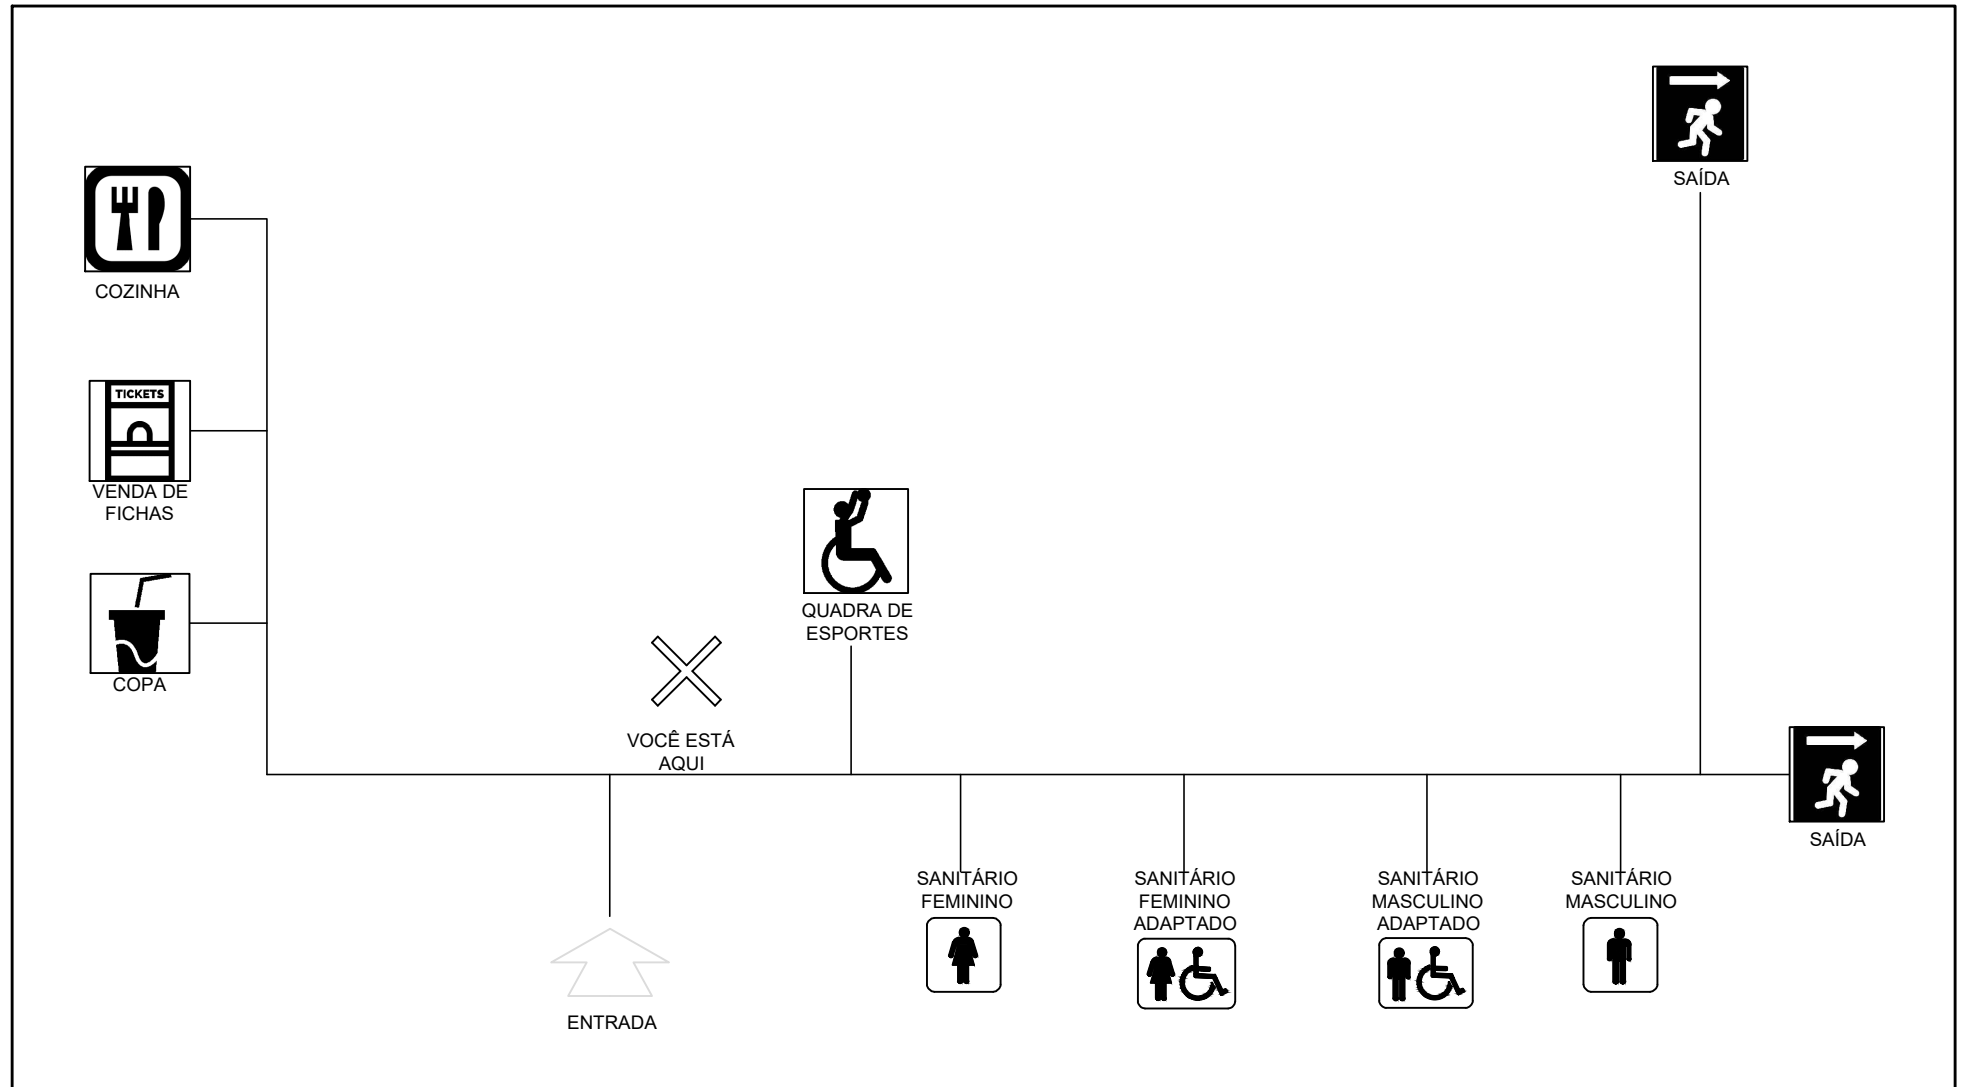 SAÍDA
COZINHA
TICKETS
VENDA DE
FICHAS
COPA
QUADRA DE
ESPORTES
VOCÊ ESTÁ
AQUI
SAÍDA
SANITÁRIO
FEMININO
SANITÁRIO
FEMININO
ADAPTADO
SANITÁRIO
MASCULINO
ADAPTADO
SANITÁRIO
MASCULINO
ENTRADA